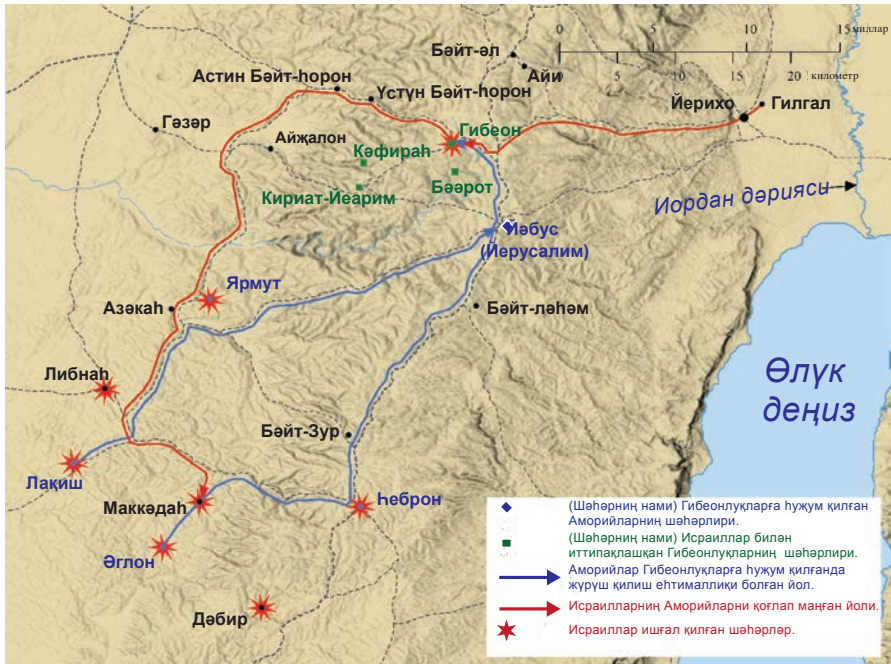 Бәйт-әл
0 5 10 15 миллар
Айи
0 5 10 15 20 километр
Астин Бәйт-һорон
Үстүн Бәйт-һорон
Йерихо
Гилгал
Гәзәр
Гибеон
Айҗалон
Кәфираһ
Бәәрот
Кириат-Йеарим
Иордан дәрияси
Йәбус
(Йерусалим)
Ярмут
Азәкаһ
Бәйт-ләһәм
Либнаһ
Өлүк
деңиз
Бәйт-Зур
Лақиш
Маккәдаһ
Һеброн
Әглон
Дәбир
(Шәһәрниң нами) Гибеонлуқларға һуҗум қилған
Аморийларниң шәһәрлири.
(Шәһәрниң нами) Исраиллар билән
иттипақлашқан Гибеонлуқларниң шәһәрлири.
Аморийлар Гибеонлуқларға һуҗум қилғанда
жүрүш қилиш еһтималлиқи болған йол.
Исраилларниң Аморийларни қоғлап маңған йоли.
Исраиллар ишғал қилған шәһәрләр.